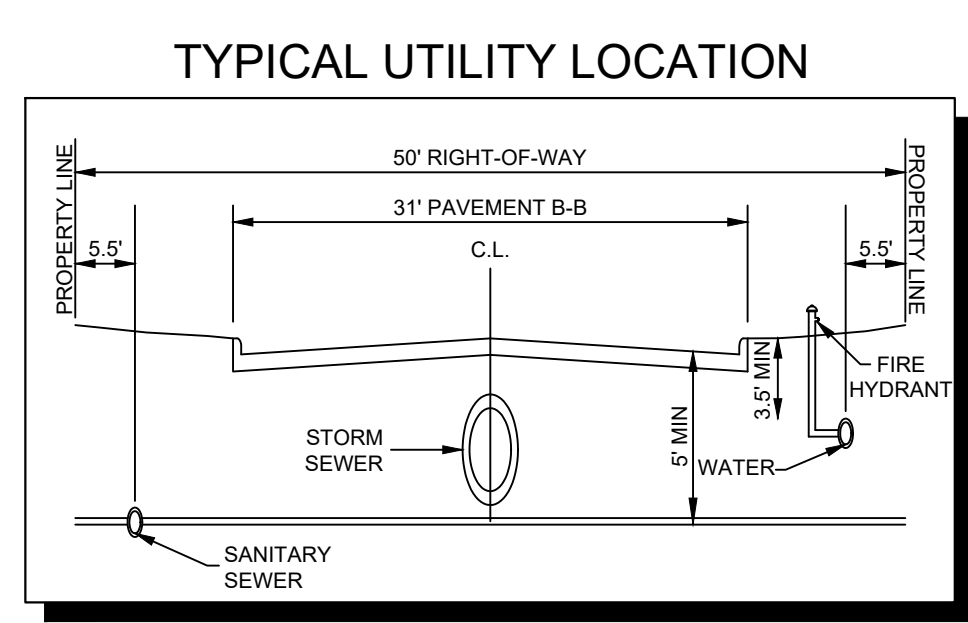 TYPICAL UTILITY LOCATION
50' RIGHT-OF-WAY
PROPERTY LINE
PROPERTY LINE
31' PAVEMENT B-B
5.5'
C.L.
5.5'
FIRE
HYDRANT
3.5' MIN
5' MIN
STORM
SEWER
WATER
SANITARY
SEWER